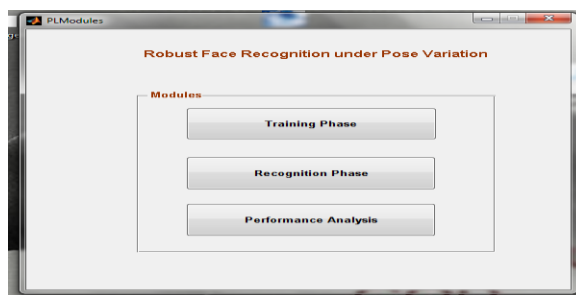 PLModules
Robust Face Recognition under Pose Variation
Modules
Training Phase
Recognition Phase
Performance Analysis